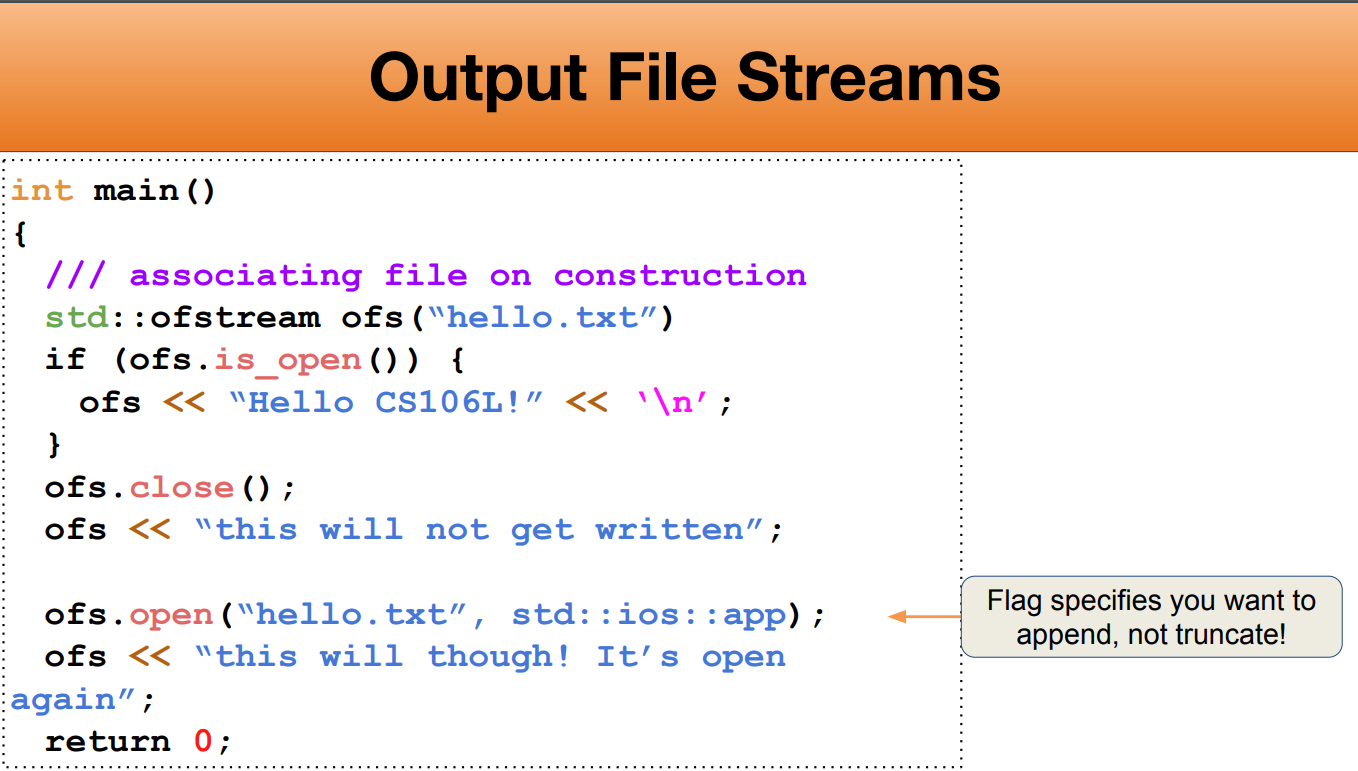 Output File Streams
int main()
{
/// associating file on construction
std::ofstream ofs(“hello.txt”)
if (ofs.is_open()) {
ofs << “Hello CS106L!” << ‘\n’;
}
ofs.close();
ofs << “this will not get written”;
ofs.open(“hello.txt”, std::ios::app);
ofs << “this will though! It’s open
again”;
return 0;
Flag specifies you want to
append, not truncate!